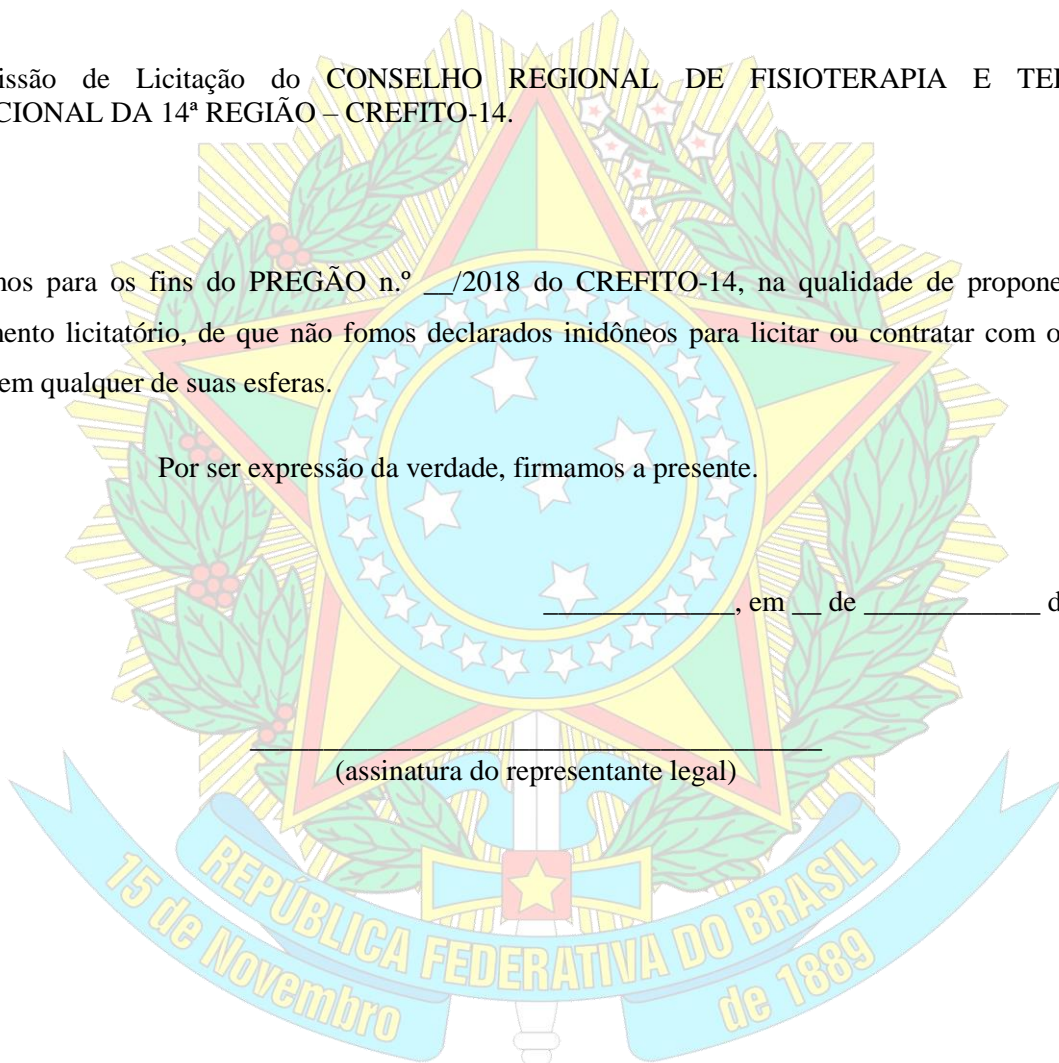 issão de Licitação do CONSELHO REGIONAL DE FISIOTERAPIA E TE
CIONAL DA 14ª REGIÃO – CREFITO-14.
nos para os fins do PREGÃO n.º __/2018 do CREFITO-14, na qualidade de propone
mento licitatório, de que não fomos declarados inidôneos para licitar ou contratar com o
em qualquer de suas esferas.
Por ser expressão da verdade, firmamos a presente.
_____________, em __ de ____________ d
_______________________________________
(assinatura do representante legal)
REPÚBLICA FEDERATIVA DO BRASIL
15 de Novembro de 1889